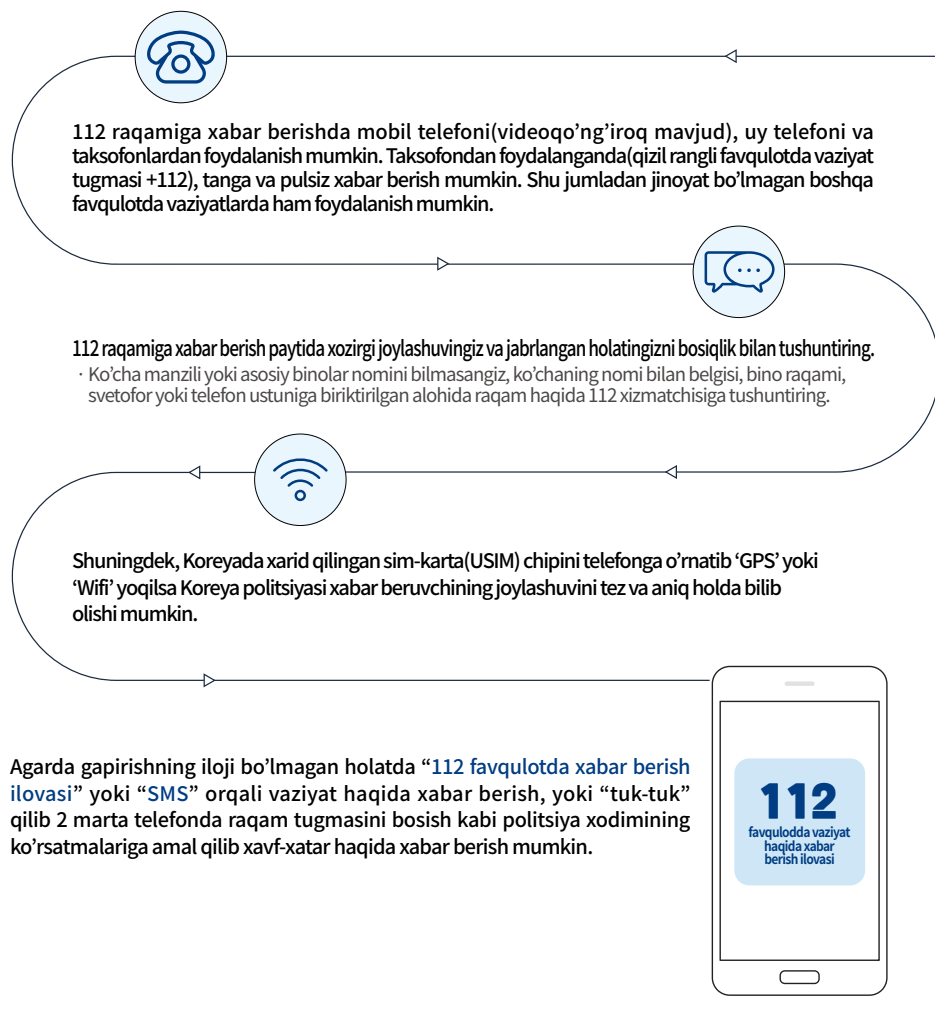 112 raqamiga xabar berishda mobil telefoni(videoqo'ng'iroq mavjud), uy telefoni va
taksofonlardan foydalanish mumkin. Taksofondan foydalanganda(qizil rangli favqulotda vaziyat
tugmasi +112), tanga va pulsiz xabar berish mumkin. Shu jumladan jinoyat bo'lmagan boshqa
favqulotda vaziyatlarda ham foydalanish mumkin.
112 raqamiga xabar berish paytida xozirgi joylashuvingiz va jabrlangan holatingizni bosiqlik bilan tushuntiring.
· Ko'cha manzili yoki asosiy binolar nomini bilmasangiz, ko'chaning nomi bilan belgisi, bino raqami,
svetofor yoki telefon ustuniga biriktirilgan alohida raqam haqida 112 xizmatchisiga tushuntiring.
Shuningdek, Koreyada xarid qilingan sim-karta(USIM) chipini telefonga o'rnatib ‘GPS’ yoki
‘Wifi’ yoqilsa Koreya politsiyasi xabar beruvchining joylashuvini tez va aniq holda bilib
olishi mumkin.
Agarda gapirishning iloji bo'lmagan holatda “112 favqulotda xabar berish
ilovasi” yoki “SMS” orqali vaziyat haqida xabar berish, yoki “tuk-tuk”
qilib 2 marta telefonda raqam tugmasini bosish kabi politsiya xodimining
ko'rsatmalariga amal qilib xavf-xatar haqida xabar berish mumkin.
112
favqulodda vaziyat
haqida xabar
berish ilovasi